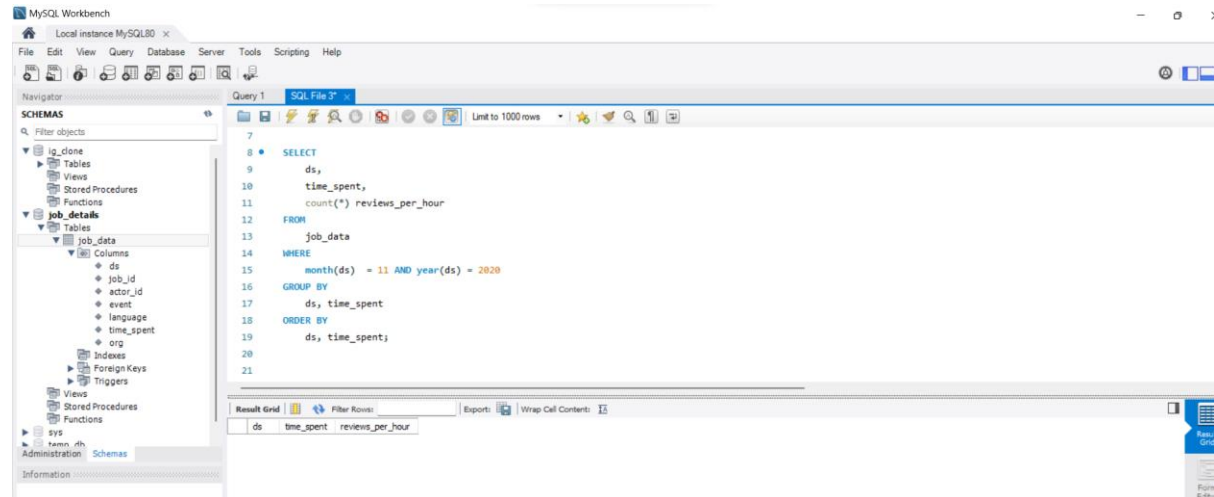 MySQL Workbench
Local instance MySQL80 ×
File Edit View Query Database Server Tools Scripting Help
Navigator
Query 1 SQL File 3* ×
SCHEMAS
Limit to 1000 rows
Filter objects
ig_clone
Tables
Views
Stored Procedures
Functions
job_details
Tables
job_data
Columns
ds
job_id
actor_id
event
language
time_spent
org
Indexes
Foreign Keys
Triggers
Views
Stored Procedures
Functions
sys
temp_db
Administration Schemas
Information
7
8 SELECT
9 ds,
10 time_spent,
11 count(*) reviews_per_hour
12 FROM
13 job_data
14 WHERE
15 month(ds)  = 11 AND year(ds) = 2020
16 GROUP BY
17 ds, time_spent
18 ORDER BY
19 ds, time_spent;
20
21
Result Grid Filter Rows: Export: Wrap Cell Content:
ds time_spent reviews_per_hour
Grid
Form